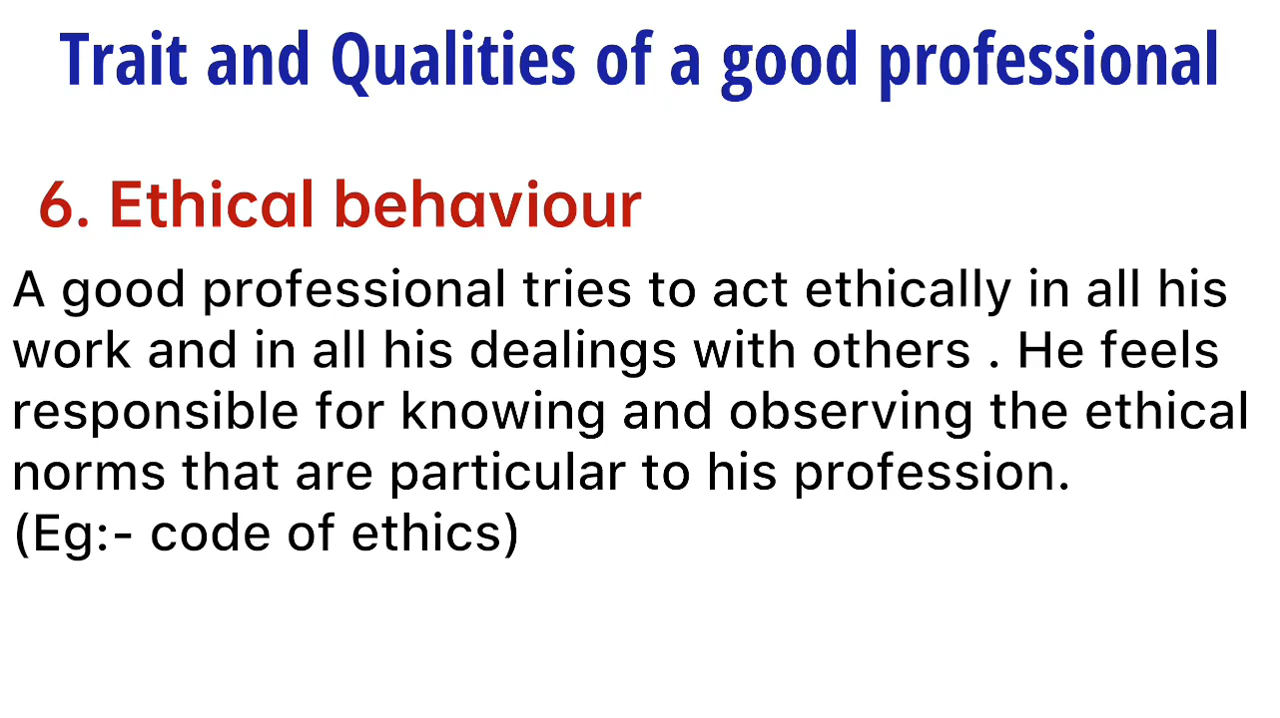 Trait and Qualities of a good professional
6. Ethical behaviour
A good professional tries to act ethically in all his
work and in all his dealings with others . He feels
responsible for knowing and observing the ethical
norms that are particular to his profession.
(Eg:- code of ethics)